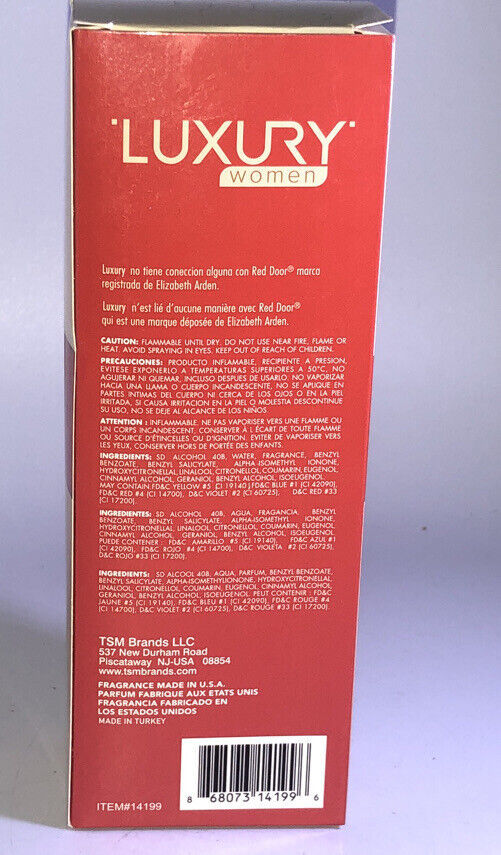 LUXURY
women
Luxury no tiene coneccion alguna con Red Door® marca
registrada de Elizabeth Arden.
Luxury n'est lié d'aucune manière avec Red Door®
qui est une marque déposée de Elizabeth Arden.
CAUTION: FLAMMABLE UNTIL DRY. DO NOT USE NEAR FIRE, FLAME OR
HEAT. AVOID SPRAYING IN EYES. KEEP OUT OF REACH OF CHILDREN.
PRECAUCIONES: PRODUCTO INFLAMABLE, RECIPIENTE A PRESION,
EVITESE EXPONERLO A TEMPERATURAS SUPERIORES A 50°C, NO
AGUJERAR NI QUEMAR, INCLUSO DESPUES DE USARLO. NO VAPORIZAR
HACIA UNA LLAMA O CUERPO INCANDESCENTE, NO SE APLIQUE EN
PARTES INTIMAS DEL CUERPO NI CERCA DE LOS OJOS O EN LA PIEL
IRRITADA, SI CAUSA IRRITACION EN LA PIEL O MOLESTIA DESCONTINUE
SU USO, NO SE DEJE AL ALCANCE DE LOS NIÑOS
ATTENTION : INFLAMMABLE. NE PAS VAPORISER VERS UNE FLAMME OU
UN CORPS INCANDESCENT, CONSERVER À L'ÉCART DE TOUTE FLAMME
OU SOURCE D'ÉTINCELLES OU D'IGNITION. EVITER DE VAPORISER VERS
LES YEUX, CONSERVER HORS DE PORTÉE DES ENFANTS.
INGREDIENTS: SD ALCOHOL 40B, WATER, FRAGRANCE, BENZYL
BENZOATE, BENZYL SALICYLATE, ALPHA-ISOMETHYL IONONE,
HYDROXYCITRONELLAL, LINALOOL, CITRONELLOL, COUMARIN, EUGENOL,
CINNAMYL ALCOHOL, GERANIOL, BENZYL ALCOHOL, ISOEUGENOL.
MAY CONTAIN:FD&C YELLOW #5 (CI 19140),FD&C BLUE #1 (CI 42090),
FD&C RED #4 (CI 14700), D&C VIOLET #2 (CI 60725), D&C RED #33
(CI 17200).
INGREDIENTES: SD ALCOHOL 40B, AGUA, FRAGANCIA, BENZYL
BENZOATE, BENZYL SALICYLATE, ALPHA-ISOMETHYL IONONE,
HYDROXYCITRONELLAL, LINALOOL, CITRONELLOL, COUMARIN, EUGENOL,
CINNAMYL ALCOHOL, GERANIOL, BENZYL ALCOHOL, ISOEUGENOL.
PUEDE CONTENER : FD&C AMARILLO #5 (CI 19140), FD&C AZUL #1
(CI 42090), FD&C ROJO #4 (CI 14700), D&C VIOLETA #2 (CI 60725),
D&C ROJO #33 (CI 17200).
INGREDIENTS: SD ALCOOL 40B, AQUA, PARFUM, BENZYL BENZOATE,
BENZYL SALICYLATE, ALPHA-ISOMETHYLIONONE, HYDROXYCITRONELLAL,
LINALOOL, CITRONELLOL, COUMARIN, EUGENOL, CINNAMYL ALCOHOL,
GERANIOL, BENZYL ALCOHOL, ISOEUGENOL. PEUT CONTENIR : FD&C
JAUNE #5 (CI 19140), FD&C BLEU #1 (CI 42090), FD&C ROUGE #4
(CI 14700), D&C VIOLET #2 (CI 60725), D&C ROUGE #33 (CI 17200).
TSM Brands LLC
537 New Durham Road
Piscataway NJ-USA 08854
www.tsmbrands.com
FRAGRANCE MADE IN U.S.A.
PARFUM FABRIQUE AUX ETATS UNIS
FRAGRANCIA FABRICADO EN
LOS ESTADOS UNIDOS
MADE IN TURKEY
8 68073 14199 6
ITEM#14199